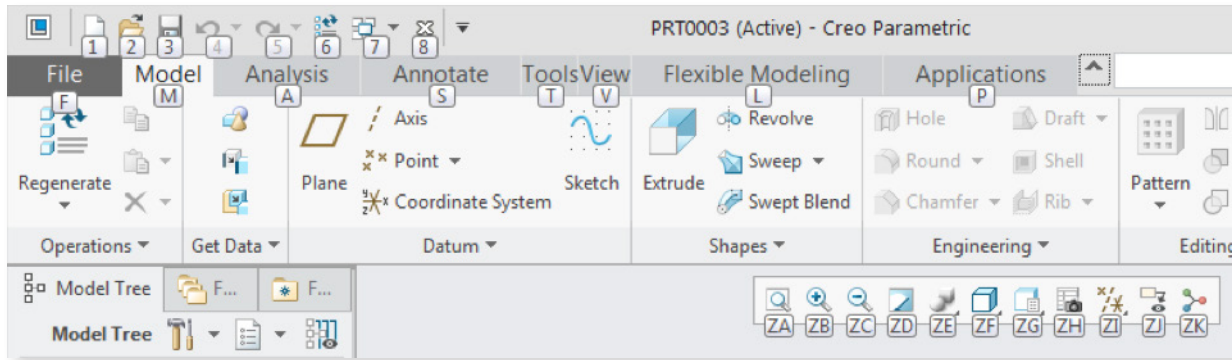 PRT0003 (Active) - Creo Parametric
1 2 3 4 5 6 7 8
File Model Analysis Annotate Tools View Flexible Modeling Applications
F M A S T V L P
Axis Revolve Hole Draft
Point Sweep Round Shell
Regenerate Plane Sketch Extrude Pattern
Coordinate System Swept Blend Chamfer Rib
Operations Get Data Datum Shapes Engineering Editing
Model Tree F... F...
Model Tree
ZA ZB ZC ZD ZE ZF ZG ZH ZI ZJ ZK